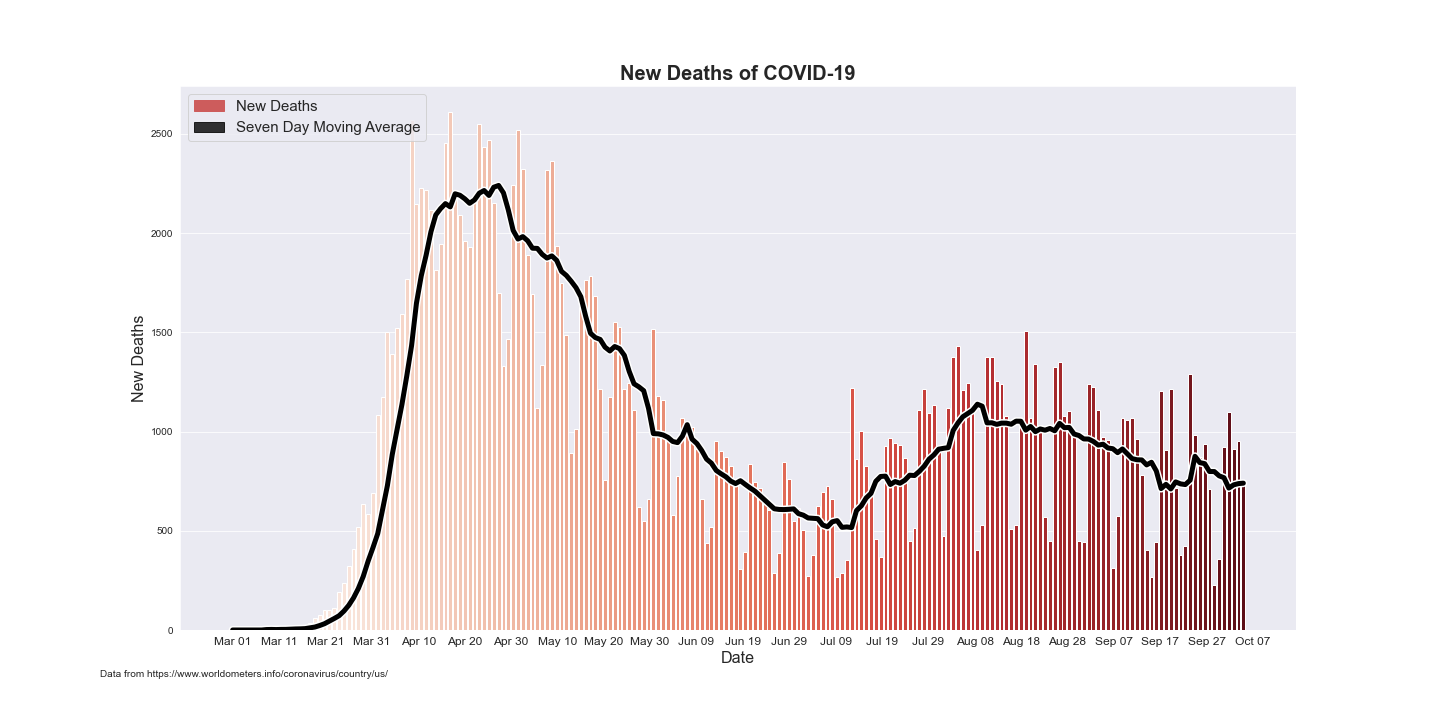 New Deaths of COVID-19
New Deaths
Seven Day Moving Average
2500
2000
1500
1000
500
0
New Deaths
Mar 01 Mar 11 Mar 21 Mar 31 Apr 10 Apr 20 Apr 30 May 10 May 20 May 30 Jun 09 Jun 19 Jun 29 Jul 09 Jul 19 Jul 29 Aug 08 Aug 18 Aug 28 Sep 07 Sep 17 Sep 27 Oct 07
Date
Data from https://www.worldometers.info/coronavirus/country/us/